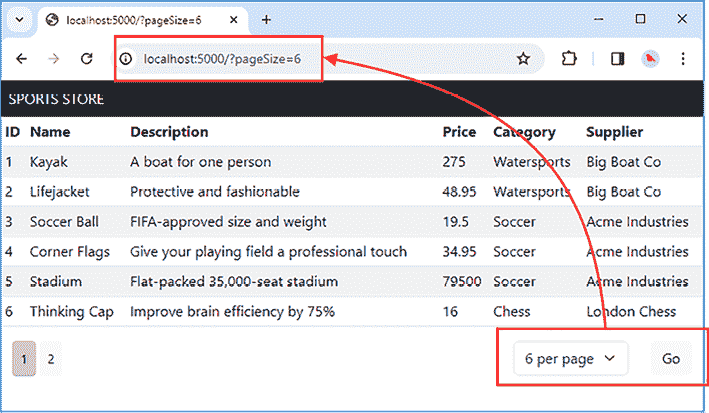 localhost:5000/?pageSize=6
localhost:5000/?pageSize=6
SPORTS STORE
ID Name Description Price Category Supplier
1 Kayak A boat for one person 275 Watersports Big Boat Co
2 Lifejacket Protective and fashionable 48.95 Watersports Big Boat Co
3 Soccer Ball FIFA-approved size and weight 19.5 Soccer Acme Industries
4 Corner Flags Give your playing field a professional touch 34.95 Soccer Acme Industries
5 Stadium Flat-packed 35,000-seat stadium 79500 Soccer Acme Industries
6 Thinking Cap Improve brain efficiency by 75% 16 Chess London Chess
1 2 6 per page Go